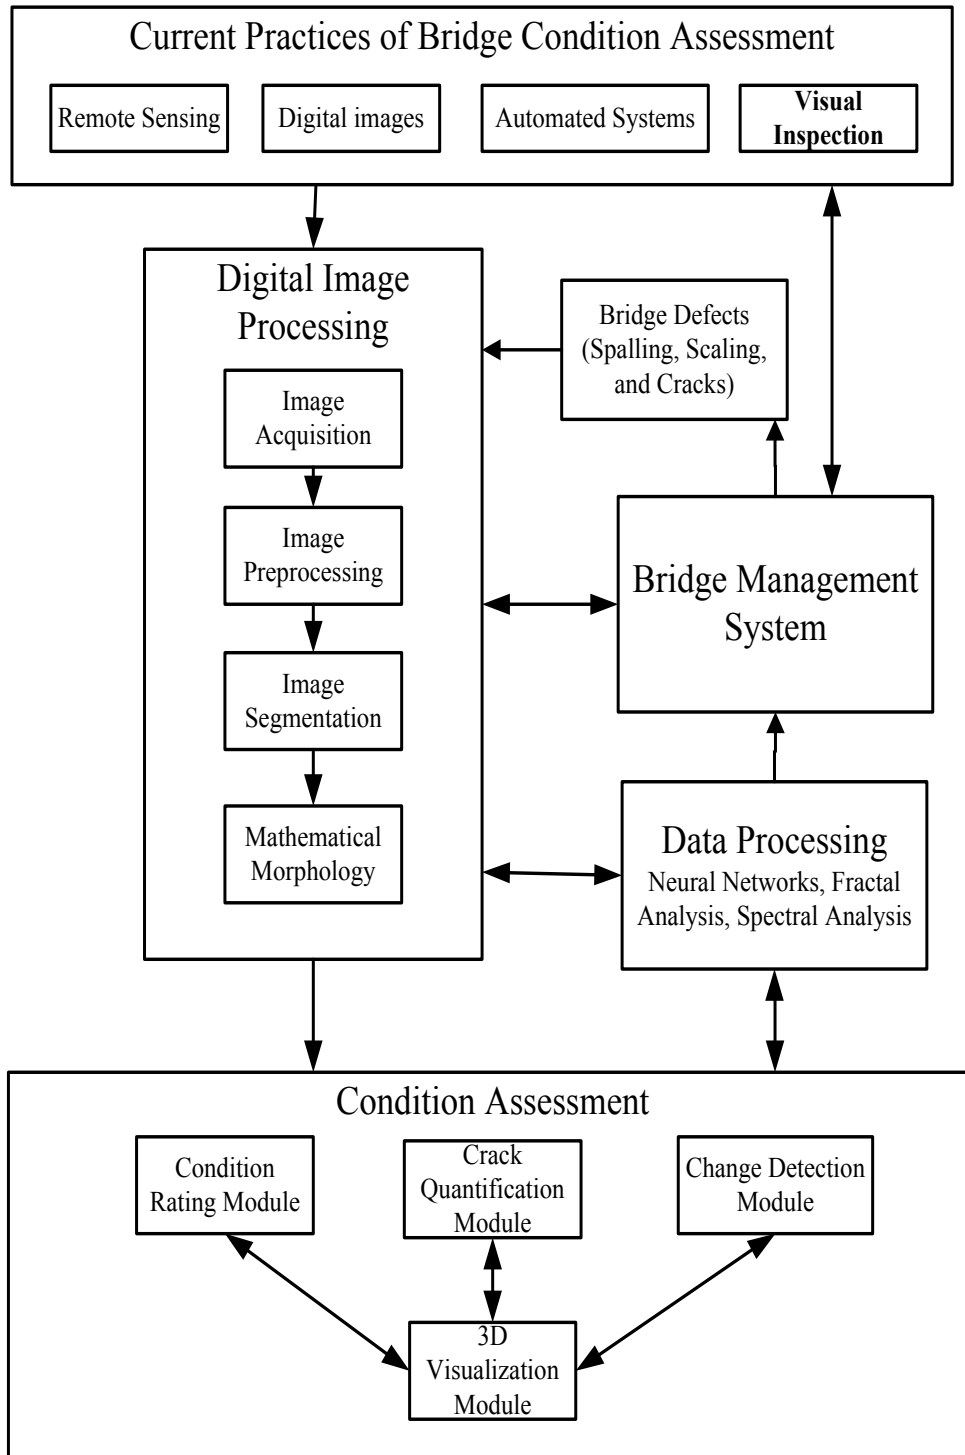 Current Practices of Bridge Condition Assessment
Remote Sensing
Digital images
Automated Systems
Visual
Inspection
Digital Image
Processing
Image
Acquisition
Image
Preprocessing
Image
Segmentation
Mathematical
Morphology
Bridge Defects
(Spalling, Scaling,
and Cracks)
Bridge Management
System
Data Processing
Neural Networks, Fractal
Analysis, Spectral Analysis
Condition Assessment
Condition
Rating Module
Crack
Quantification
Module
Change Detection
Module
3D
Visualization
Module